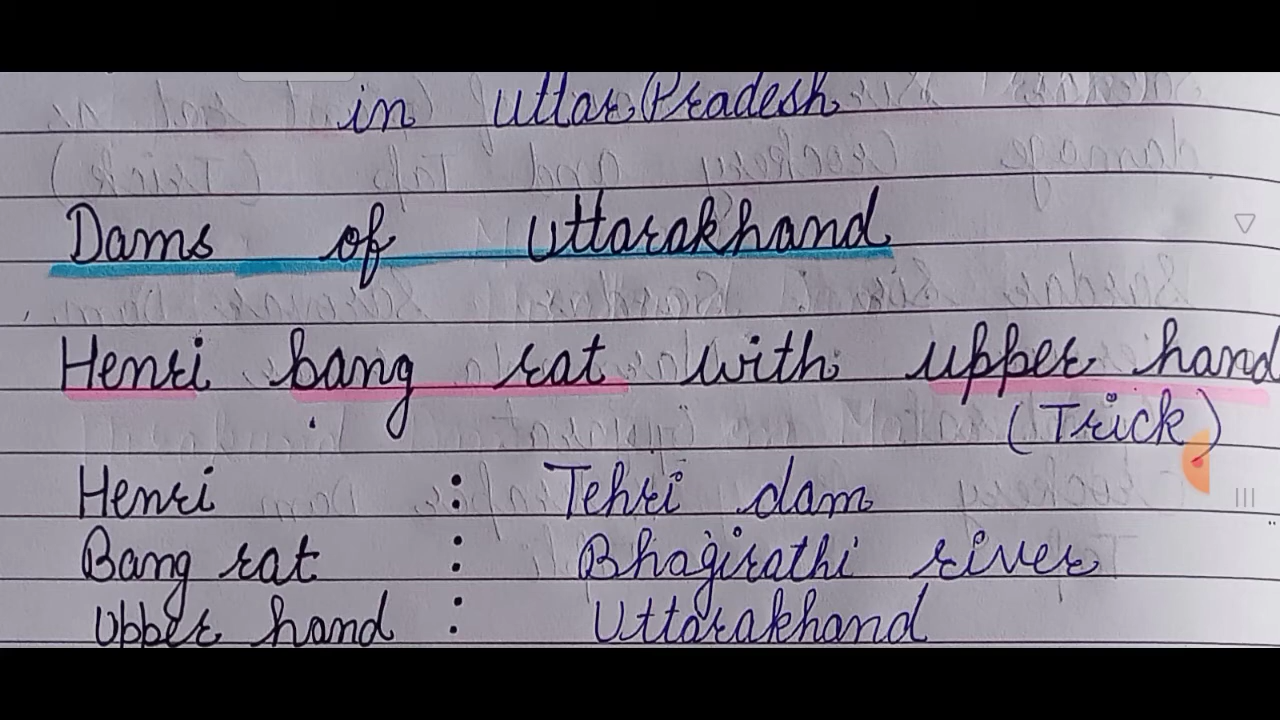 in Uttar Pradesh
Dams of Uttarakhand
Henri bang rat with upper hand
(Trick)
Henri : Tehri dam
Bang rat : Bhagirathi river
Upper hand : Uttarakhand